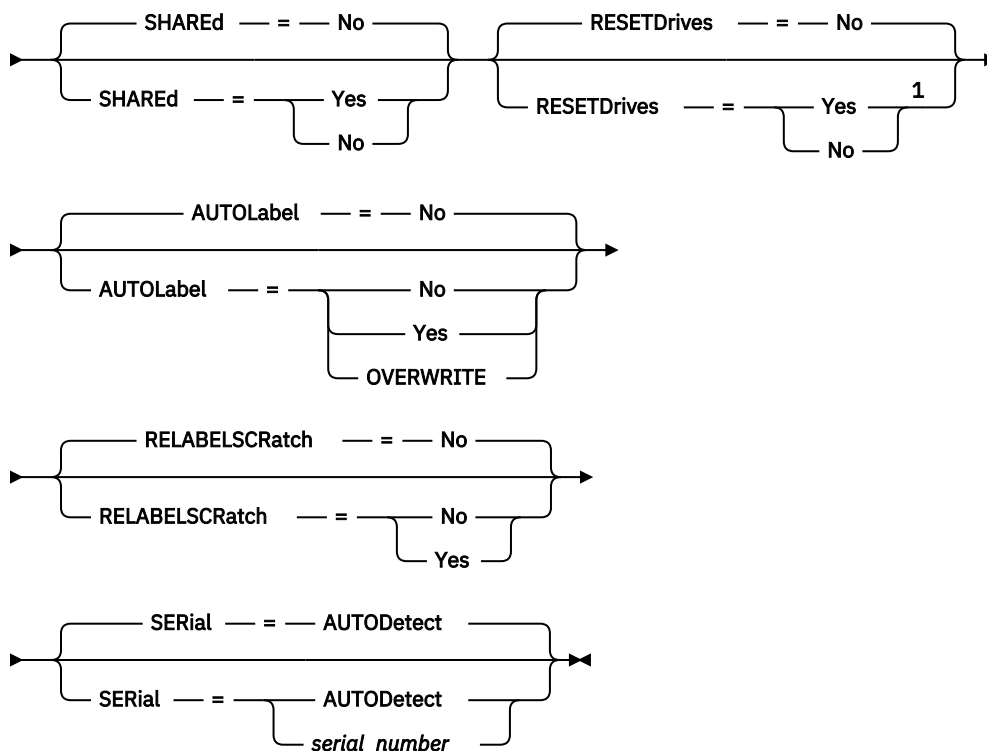 SHAREd = No RESETDrives = No
SHAREd = Yes RESETDrives = Yes 1
No No
AUTOLabel = No
AUTOLabel = No
Yes
OVERWRITE
RELABELSCRatch = No
RELABELSCRatch = No
Yes
SERial = AUTODetect
SERial = AUTODetect
serial_number